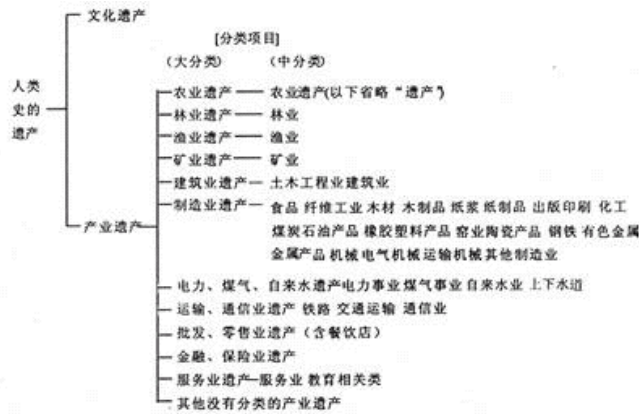 文化遗产
[分类项目]
(大分类) (中分类)
人类
史的
遗产
农业遗产 农业遗产(以下省略“遗产”)
林业遗产 林业
渔业遗产 渔业
矿业遗产 矿业
建筑业遗产 土木工程业建筑业
制造业遗产 食品 纤维工业 木材 木制品 纸浆 纸制品 出版印刷 化工
产业遗产
煤炭石油产品 橡胶塑料产品 窑业陶瓷产品 钢铁 有色金属
金属产品 机械 电气机械 运输机械 其他制造业
电力、煤气、自来水遗产 电力事业 煤气事业 自来水业 上下水道
运输、通信业遗产 铁路 交通运输 通信业
批发、零售业遗产(含餐饮店)
金融、保险业遗产
服务业遗产 服务业 教育相关类
其他没有分类的产业遗产